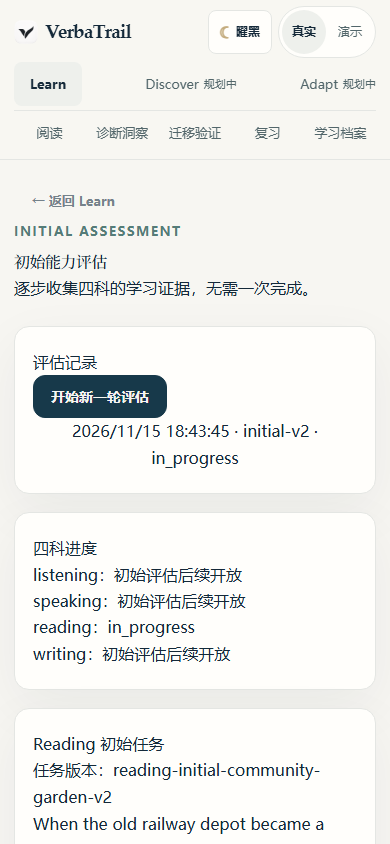 VerbaTrail
曜黑
真实
演示
Learn
Discover 规划中
Adapt 规划中
阅读
诊断洞察
迁移验证
复习
学习档案
← 返回 Learn
INITIAL ASSESSMENT
初始能力评估
逐步收集四科的学习证据，无需一次完成。
评估记录
开始新一轮评估
2026/11/15 18:43:45 · initial-v2 ·
in_progress
四科进度
listening：初始评估后续开放
speaking：初始评估后续开放
reading：in_progress
writing：初始评估后续开放
Reading 初始任务
任务版本：reading-initial-community-
garden-v2
When the old railway depot became a